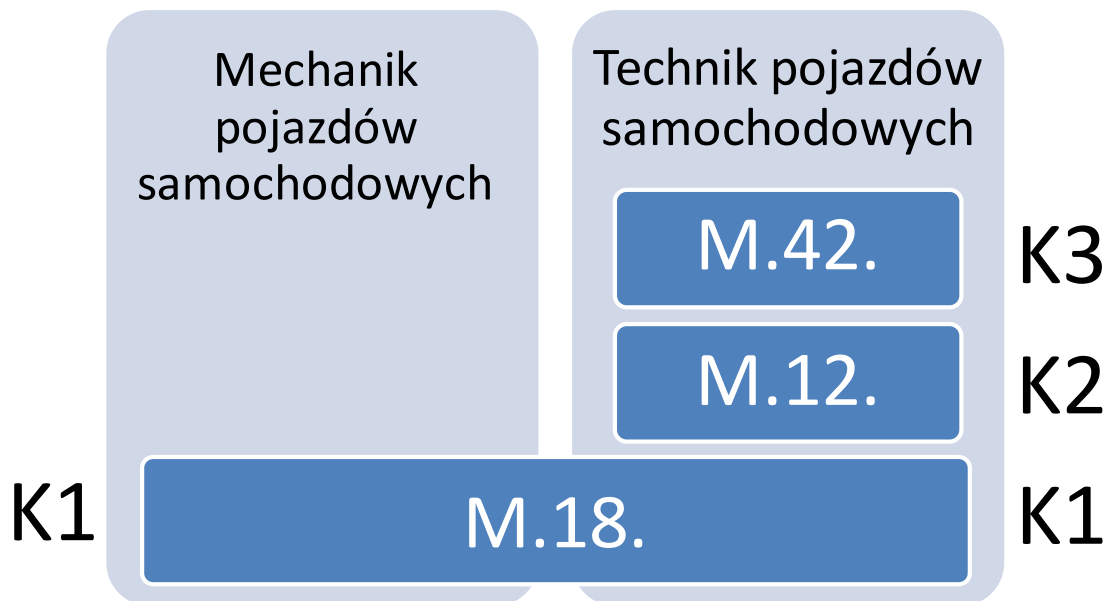 Mechanik
pojazdów
samochodowych
Technik pojazdów
samochodowych
M.42.
K3
M.12.
K2
K1
M.18.
K1